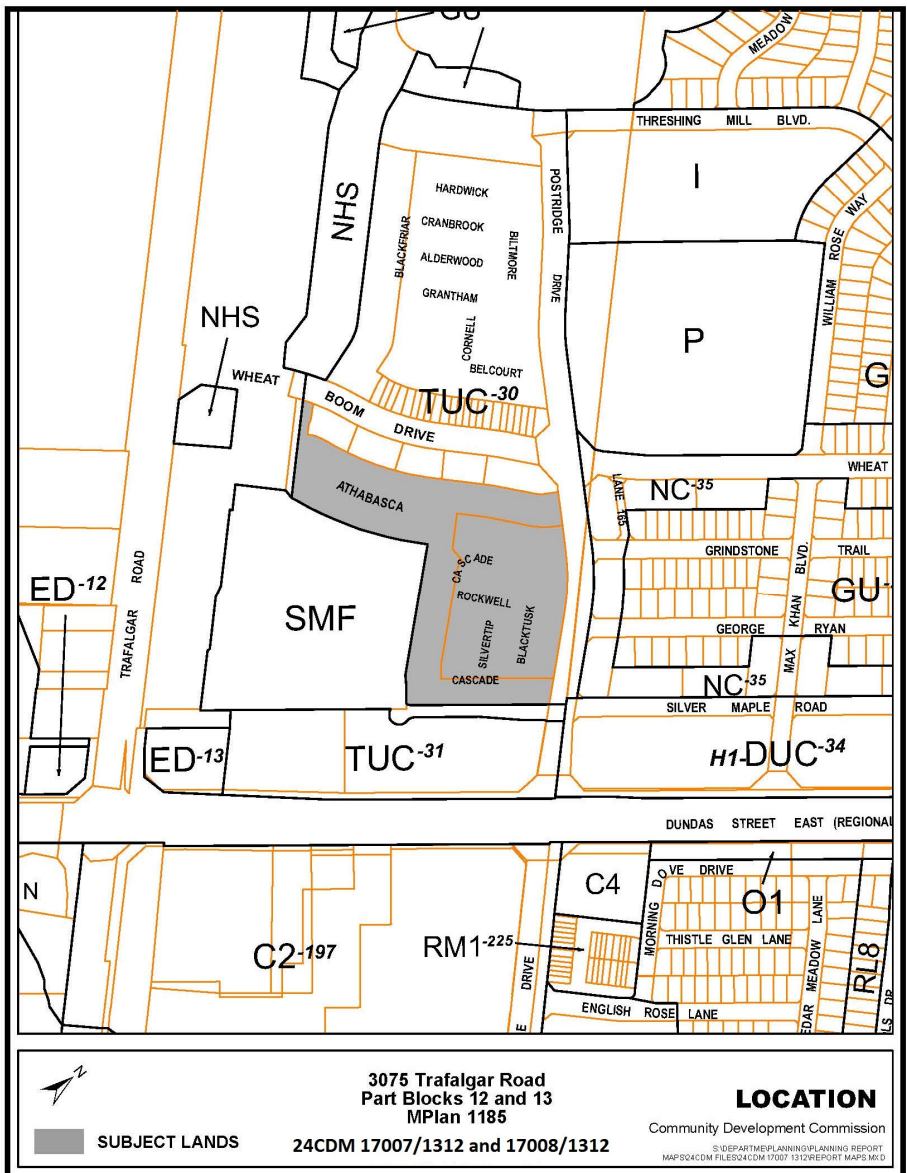 MEADOW
THRESHING MILL BLVD.
I
POSTRIDGE DRIVE
HARDWICK
CRANBROOK
ALDERWOOD
GRANTHAM
BLACKFRIAR
BILTMORE
CORNELL
BELCOURT
NHS
WILLIAM ROSE WAY
P
NHS
G
WHEAT BOOM DRIVE
TUC-30
WHEAT
ATHABASCA
LANE 165
NC-35
GRINDSTONE TRAIL
MAX KHAN BLVD.
CASCADE
ROCKWELL
SILVERTIP
BLACKTUSK
CASCADE
SMF
ED-12
TRAFALGAR ROAD
GU-
GEORGE RYAN
NC-35
SILVER MAPLE ROAD
ED-13
TUC-31
H1-DUC-34
DUNDAS STREET EAST (REGIONAL
N
C2-197
C4
RM1-225
DRIVE
E
MORNING DOVE DRIVE
O1
THISTLE GLEN LANE
EDAR MEADOW LANE
RL8
LS DR
ENGLISH ROSE LANE
N
3075 Trafalgar Road
Part Blocks 12 and 13
MPlan 1185
24CDM 17007/1312 and 17008/1312
SUBJECT LANDS
LOCATION
Community Development Commission
S:\DEPARTME\PLANNING\PLANNING REPORT
MAPS\24CDM FILES\24CDM 17007 1312\REPORT MAPS.MXD